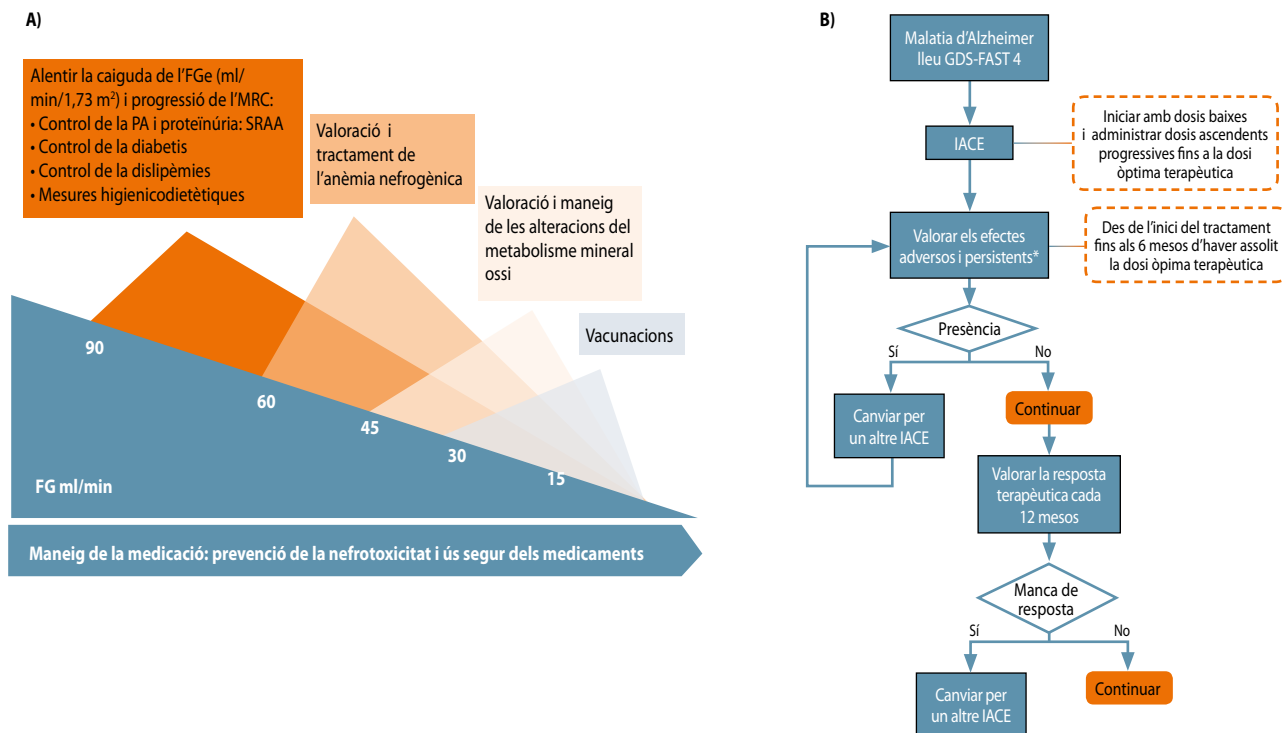 A)
Alentir la caiguda de l'FGe (ml/
min/1,73 m²) i progressió de l'MRC:
• Control de la PA i proteïnúria: SRAA
• Control de la diabetis
• Control de la dislipèmies
• Mesures higienicodietètiques
Valoració i
tractament de
l'anèmia nefrogènica
Valoració i maneig
de les alteracions del
metabolisme mineral
ossi
Vacunacions
90
60
45
30
15
FG ml/min
Maneig de la medicació: prevenció de la nefrotoxicitat i ús segur dels medicaments
B)
Malatia d'Alzheimer
lleu GDS-FAST 4
IACE
Iniciar amb dosis baixes
i administrar dosis ascendents
progressives fins a la dosi
òptima terapèutica
Valorar els efectes
adversos i persistents*
Des de l'inici del tractament
fins als 6 mesos d'haver assolit
la dosi òpima terapèutica
Presència
Sí
No
Canviar per
un altre IACE
Continuar
Valorar la resposta
terapèutica cada
12 mesos
Manca de
resposta
Sí
No
Canviar per
un altre IACE
Continuar